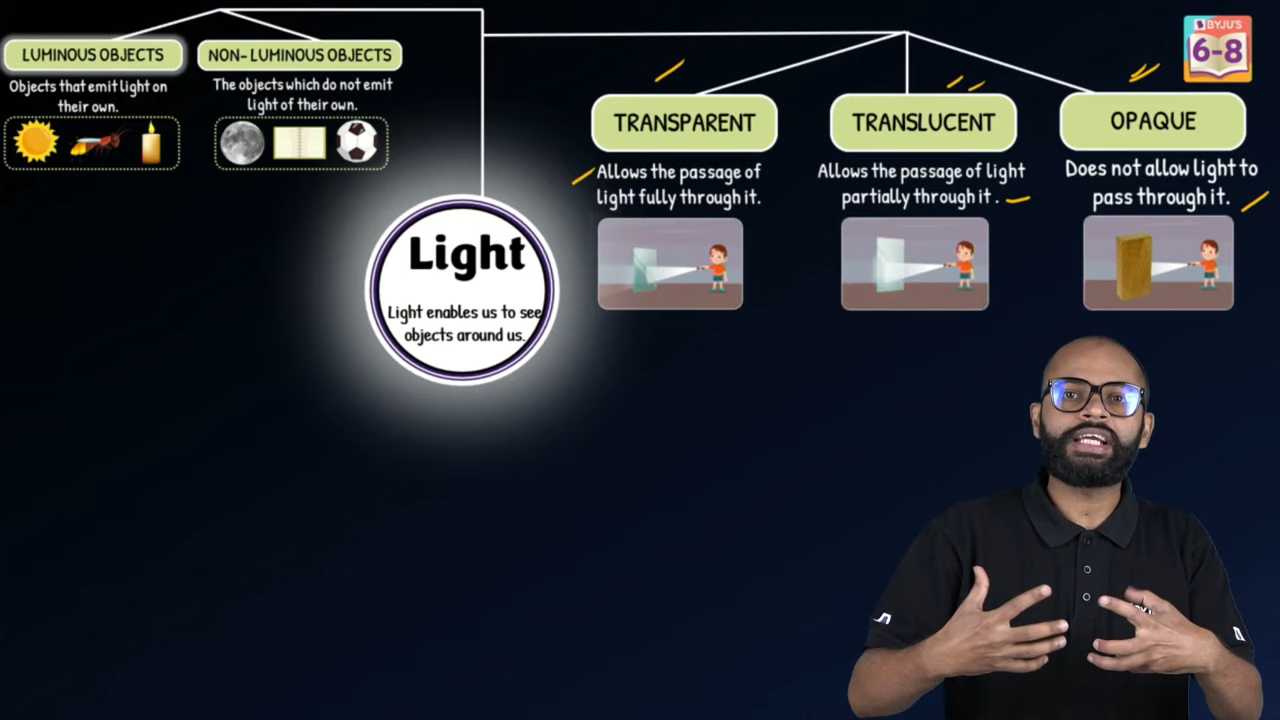 LUMINOUS OBJECTS
Objects that emit light on
their own.
NON- LUMINOUS OBJECTS
The objects which do not emit
light of their own.
BYJU'S
6-8
TRANSPARENT
Allows the passage of
light fully through it.
TRANSLUCENT
Allows the passage of light
partially through it .
OPAQUE
Does not allow light to
pass through it.
Light
Light enables us to see
objects around us.